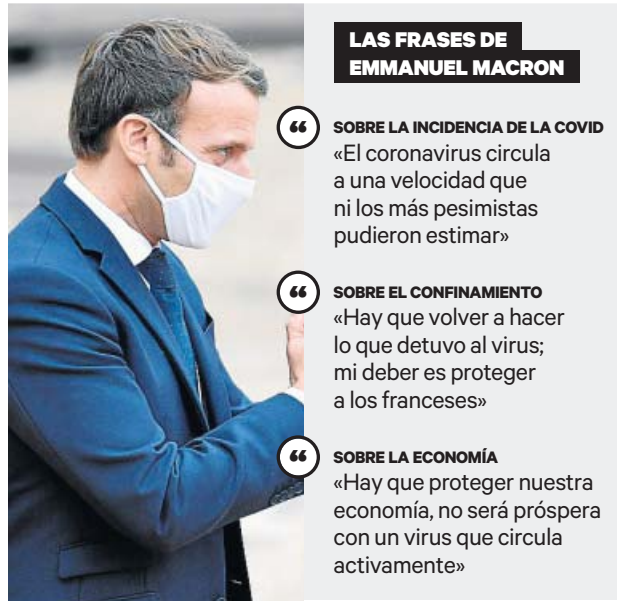 LAS FRASES DE
EMMANUEL MACRON
“
SOBRE LA INCIDENCIA DE LA COVID
«El coronavirus circula
a una velocidad que
ni los más pesimistas
pudieron estimar»
“
SOBRE EL CONFINAMIENTO
«Hay que volver a hacer
lo que detuvo al virus;
mi deber es proteger
a los franceses»
“
SOBRE LA ECONOMÍA
«Hay que proteger nuestra
economía, no será próspera
con un virus que circula
activamente»